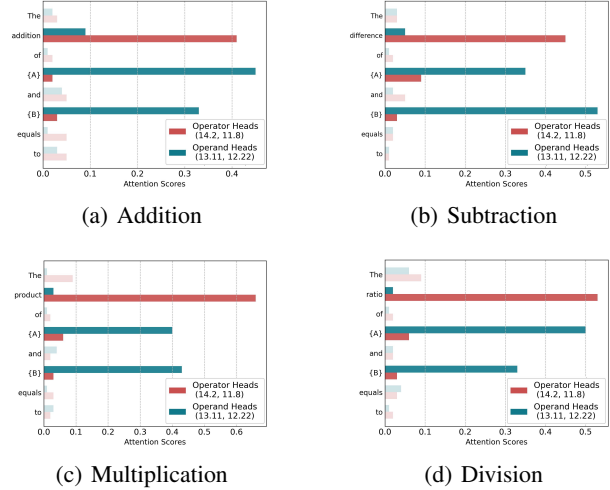 The
addition
of
{A}
and
{B}
equals
to
Operator Heads
(14.2, 11.8)
Operand Heads
(13.11, 12.22)
0.0 0.1 0.2 0.3 0.4
Attention Scores
(a) Addition
The
difference
of
{A}
and
{B}
equals
to
Operator Heads
(14.2, 11.8)
Operand Heads
(13.11, 12.22)
0.0 0.1 0.2 0.3 0.4 0.5
Attention Scores
(b) Subtraction
The
product
of
{A}
and
{B}
equals
to
Operator Heads
(14.2, 11.8)
Operand Heads
(13.11, 12.22)
0.0 0.1 0.2 0.3 0.4 0.5 0.6
Attention Scores
(c) Multiplication
The
ratio
of
{A}
and
{B}
equals
to
Operator Heads
(14.2, 11.8)
Operand Heads
(13.11, 12.22)
0.0 0.1 0.2 0.3 0.4 0.5
Attention Scores
(d) Division